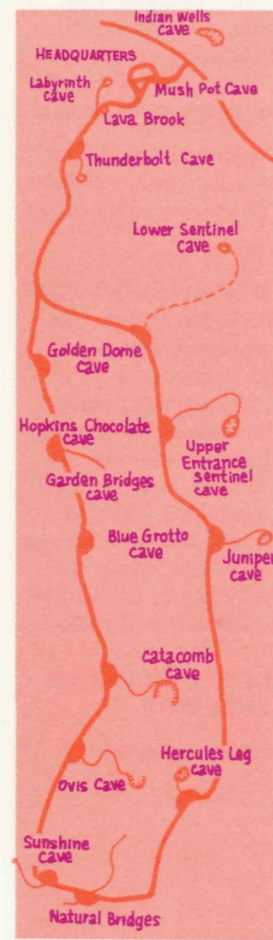 Indian Wells
cave
HEADQUARTERS
Labyrinth
cave
Mush Pot Cave
Lava Brook
Thunderbolt Cave
Lower Sentinel
cave
Golden Dome
cave
Hopkins Chocolate
cave
Upper
Entrance
sentinel
cave
Garden Bridges
cave
Blue Grotto
cave
Juniper
cave
catacomb
cave
Hercules Leg
cave
Ovis Cave
Sunshine
cave
Natural Bridges